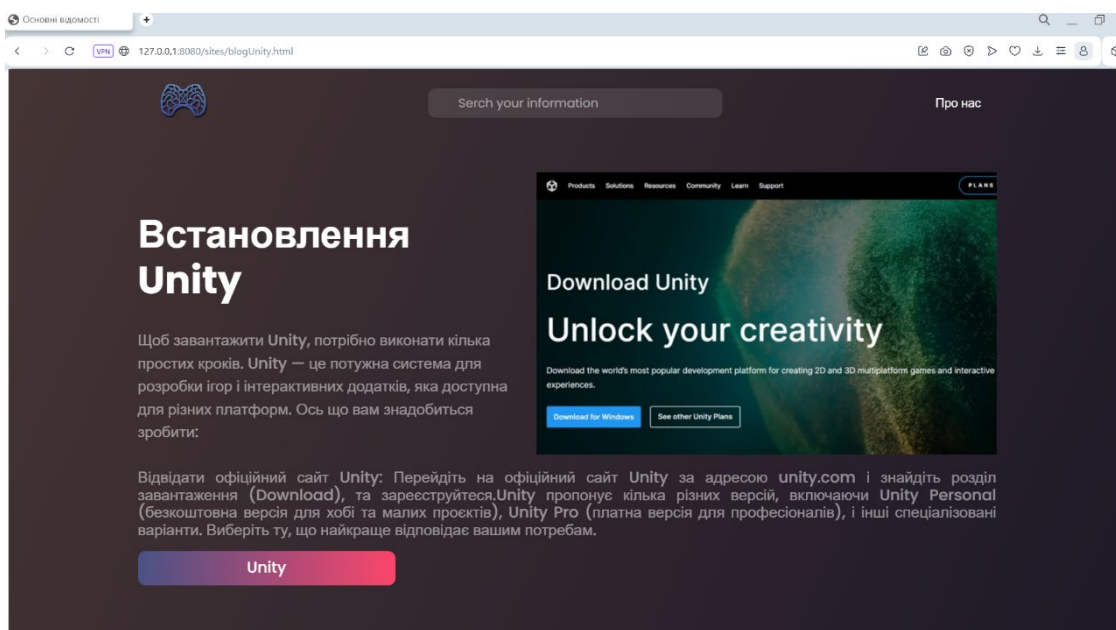 Основні відомості
VPN 127.0.0.1:8080/sites/blogUnity.html
Serch your information
Про нас
Products Solutions Resources Community Learn Support PLANS
Встановлення
Unity
Щоб завантажити Unity, потрібно виконати кілька
простих кроків. Unity — це потужна система для
розробки ігор і інтерактивних додатків, яка доступна
для різних платформ. Ось що вам знадобиться
зробити:
Download Unity
Unlock your creativity
Download the world's most popular development platform for creating 2D and 3D multiplatform games and interactive
experiences.
Download for Windows See other Unity Plans
Відвідати офіційний сайт Unity: Перейдіть на офіційний сайт Unity за адресою unity.com і знайдіть розділ
завантаження (Download), та зареєструйтеся.Unity пропонує кілька різних версій, включаючи Unity Personal
(безкоштовна версія для хобі та малих проєктів), Unity Pro (платна версія для професіоналів), і інші спеціалізовані
варіанти. Виберіть ту, що найкраще відповідає вашим потребам.
Unity